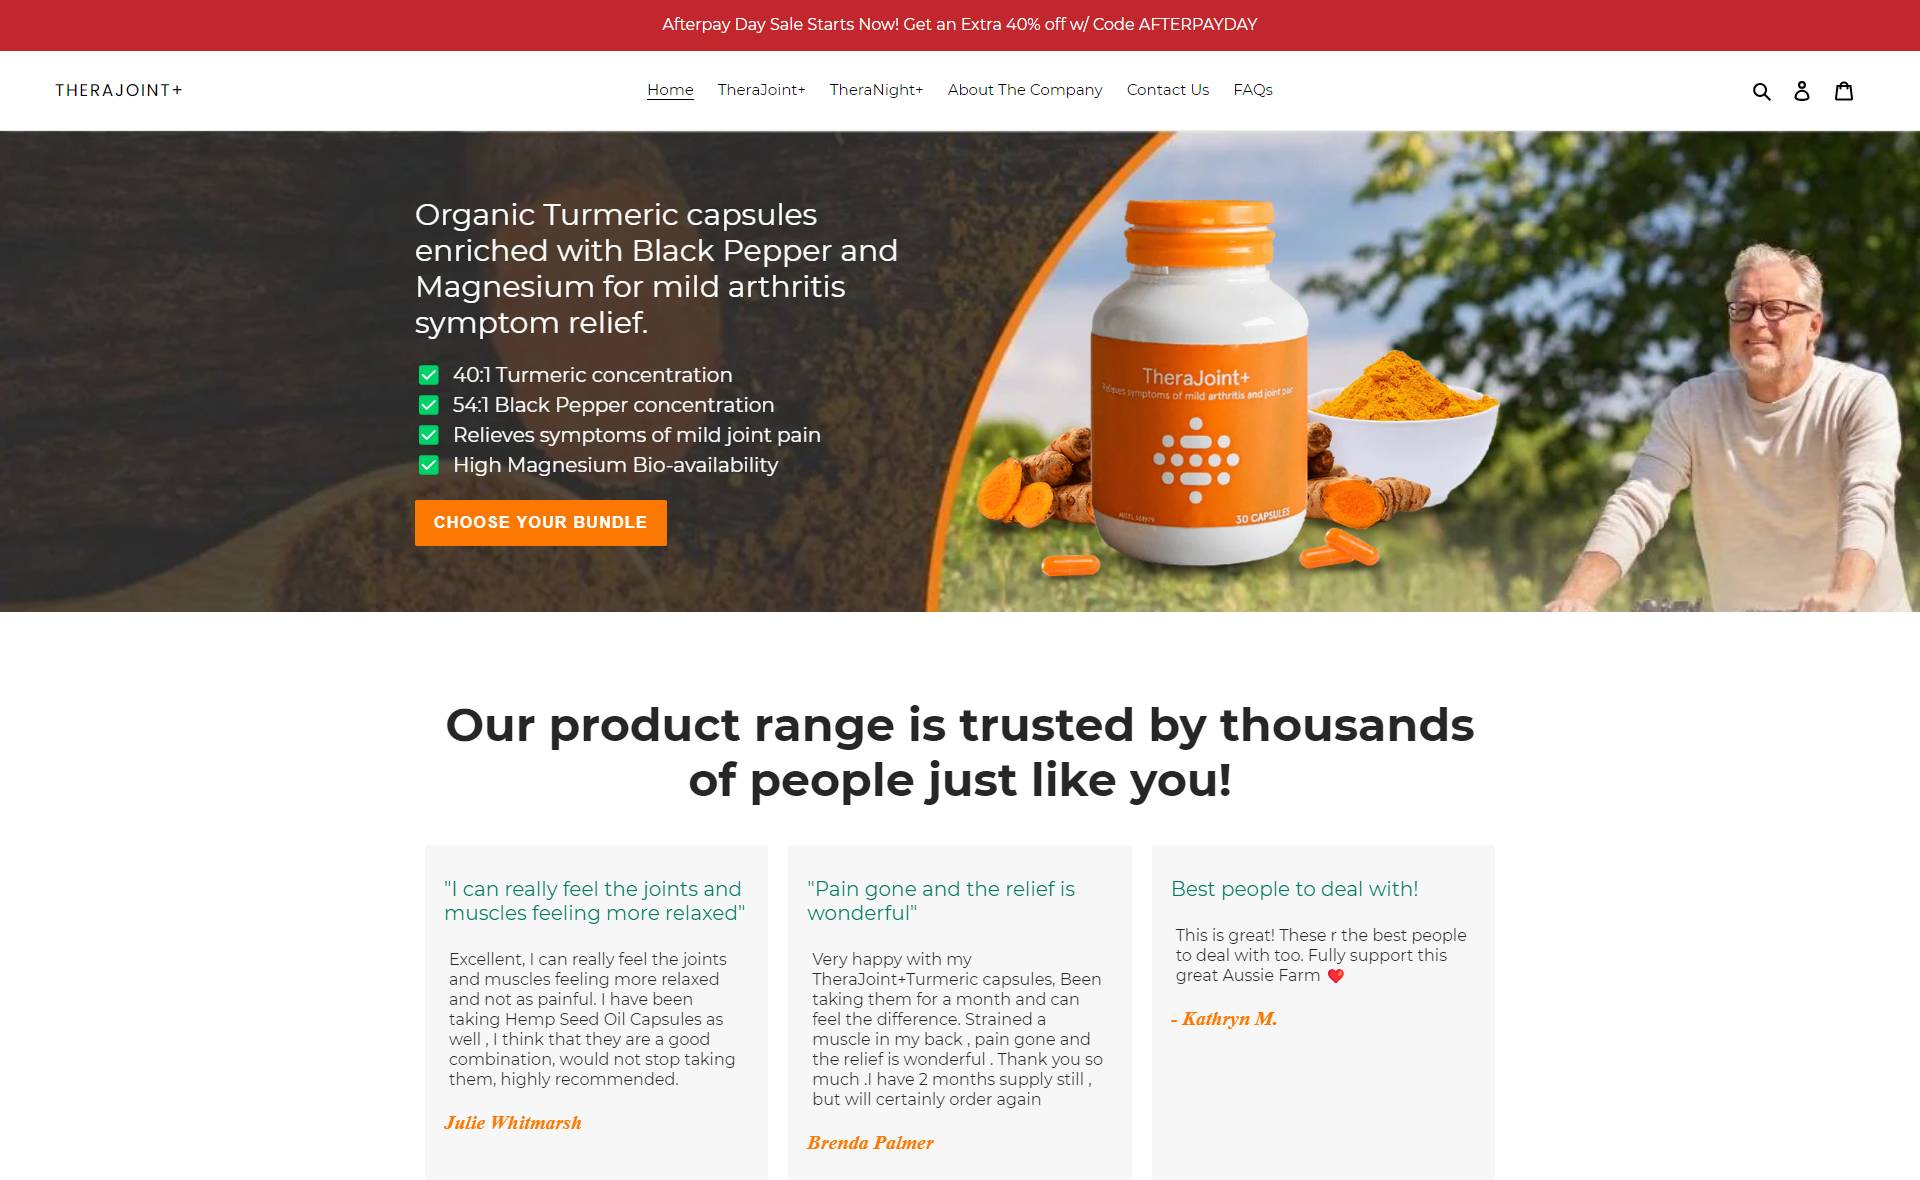 Afterpay Day Sale Starts Now! Get an Extra 40% off w/ Code AFTERPAYDAY
THERAJOINT+
Home TheraJoint+ TheraNight+ About The Company Contact Us FAQs
Organic Turmeric capsules
enriched with Black Pepper and
Magnesium for mild arthritis
symptom relief.
40:1 Turmeric concentration
54:1 Black Pepper concentration
Relieves symptoms of mild joint pain
High Magnesium Bio-availability
CHOOSE YOUR BUNDLE
TheraJoint+
Relieves symptoms of mild arthritis and joint pain
30 CAPSULES
Our product range is trusted by thousands
of people just like you!
"I can really feel the joints and
muscles feeling more relaxed"
Excellent, I can really feel the joints
and muscles feeling more relaxed
and not as painful. I have been
taking Hemp Seed Oil Capsules as
well , I think that they are a good
combination, would not stop taking
them, highly recommended.
Julie Whitmarsh
"Pain gone and the relief is
wonderful"
Very happy with my
TheraJoint+Turmeric capsules, Been
taking them for a month and can
feel the difference. Strained a
muscle in my back , pain gone and
the relief is wonderful . Thank you so
much .I have 2 months supply still ,
but will certainly order again
Brenda Palmer
Best people to deal with!
This is great! These r the best people
to deal with too. Fully support this
great Aussie Farm ❤️
- Kathryn M.